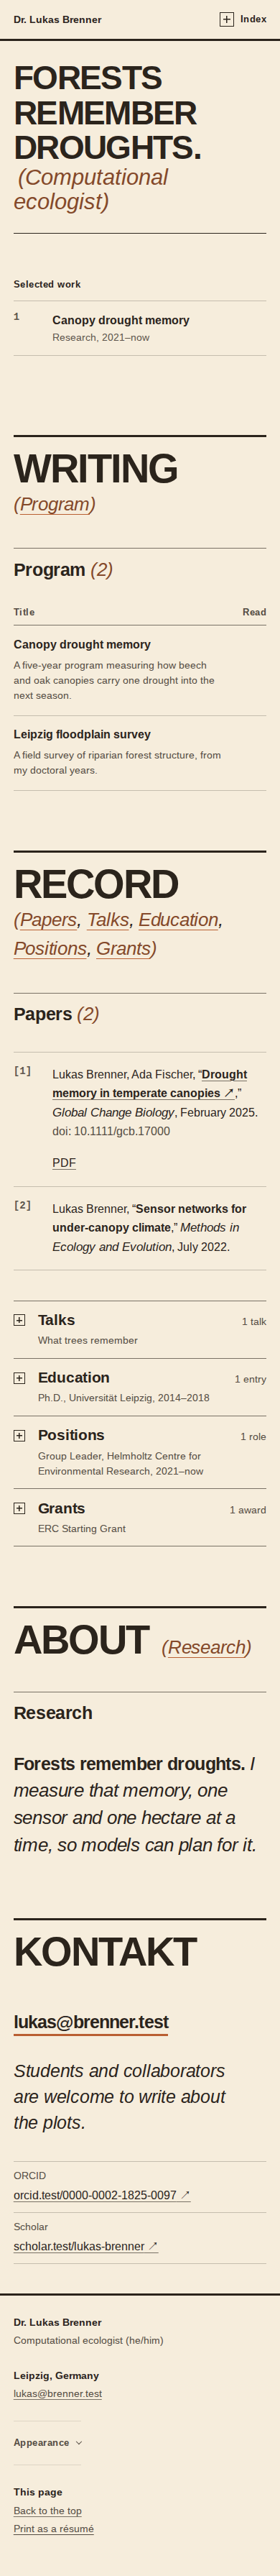 Dr. Lukas Brenner
Index
FORESTS
REMEMBER
DROUGHTS.
(Computational
ecologist)
Selected work
1
Canopy drought memory
Research, 2021–now
WRITING
(Program)
Program (2)
Title
Read
Canopy drought memory
A five-year program measuring how beech
and oak canopies carry one drought into the
next season.
Leipzig floodplain survey
A field survey of riparian forest structure, from
my doctoral years.
RECORD
(Papers, Talks, Education,
Positions, Grants)
Papers (2)
[1]
Lukas Brenner, Ada Fischer, “Drought
memory in temperate canopies ↗,”
Global Change Biology, February 2025.
doi: 10.1111/gcb.17000
PDF
[2]
Lukas Brenner, “Sensor networks for
under-canopy climate,” Methods in
Ecology and Evolution, July 2022.
Talks
1 talk
What trees remember
Education
1 entry
Ph.D., Universität Leipzig, 2014–2018
Positions
1 role
Group Leader, Helmholtz Centre for
Environmental Research, 2021–now
Grants
1 award
ERC Starting Grant
ABOUT (Research)
Research
Forests remember droughts. I
measure that memory, one
sensor and one hectare at a
time, so models can plan for it.
KONTAKT
lukas@brenner.test
Students and collaborators
are welcome to write about
the plots.
ORCID
orcid.test/0000-0002-1825-0097 ↗
Scholar
scholar.test/lukas-brenner ↗
Dr. Lukas Brenner
Computational ecologist (he/him)
Leipzig, Germany
lukas@brenner.test
Appearance
This page
Back to the top
Print as a résumé